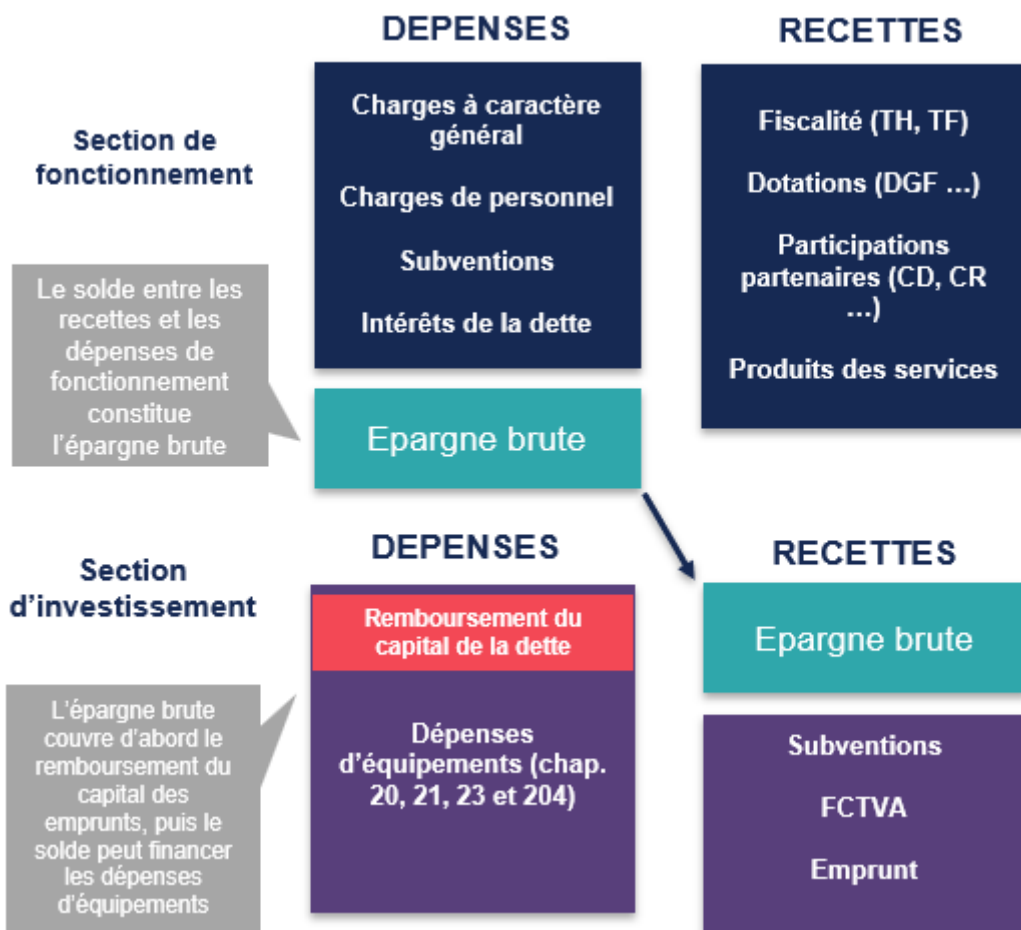 DEPENSES
RECETTES
Section de
fonctionnement
Charges à caractère
général
Charges de personnel
Subventions
Intérêts de la dette
Fiscalité (TH, TF)
Dotations (DGF ...)
Participations
partenaires (CD, CR
...)
Produits des services
Le solde entre les
recettes et les
dépenses de
fonctionnement
constitue
l'épargne brute
Epargne brute
Section
d'investissement
DEPENSES
RECETTES
Remboursement du
capital de la dette
Dépenses
d'équipements (chap.
20, 21, 23 et 204)
Epargne brute
Subventions
FCTVA
Emprunt
L'épargne brute
couvre d'abord le
remboursement du
capital des
emprunts, puis le
solde peut financer
les dépenses
d'équipements